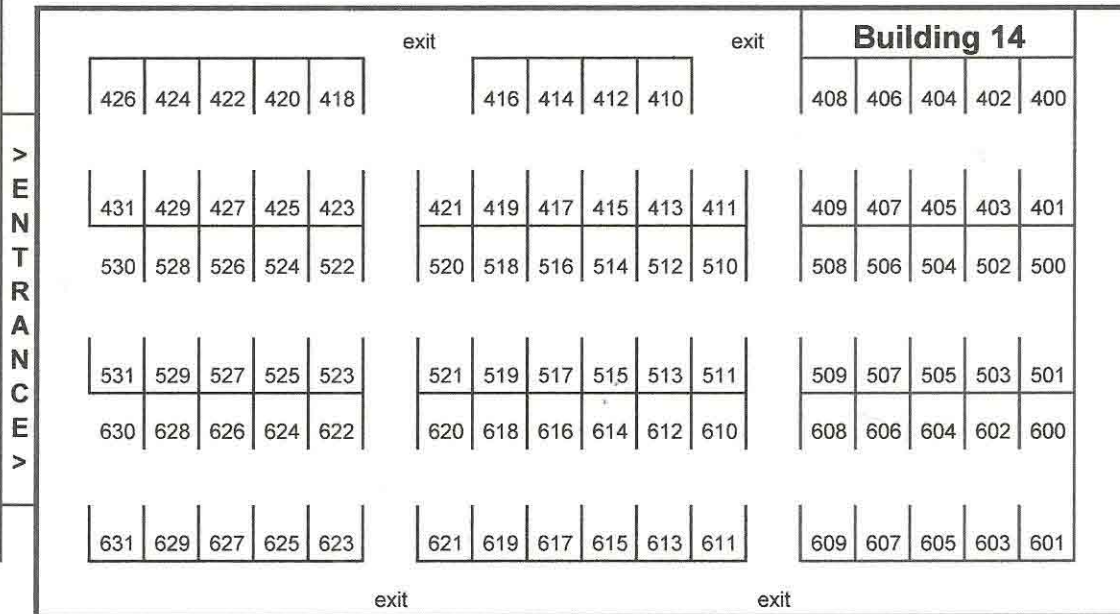 exit exit Building 14
426 424 422 420 418 416 414 412 410 408 406 404 402 400
431 429 427 425 423 421 419 417 415 413 411 409 407 405 403 401
530 528 526 524 522 520 518 516 514 512 510 508 506 504 502 500
531 529 527 525 523 521 519 517 515 513 511 509 507 505 503 501
630 628 626 624 622 620 618 616 614 612 610 608 606 604 602 600
631 629 627 625 623 621 619 617 615 613 611 609 607 605 603 601
exit exit
>ENTRANCE>